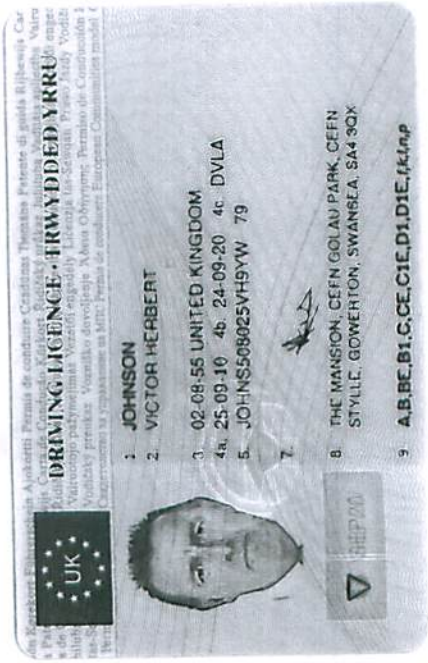 UK
DRIVING LICENCE · TRWYDDED YRRU
1. JOHNSON
2. VICTOR HERBERT
3. 02-08-55 UNITED KINGDOM
4a. 25-09-10 4b. 24-09-20 4c. DVLA
5. JOHNS508025VH9YW 79
7.
8. THE MANSION, CEFN GOLAU PARK, CEFN
STYLLE, GOWERTON, SWANSEA, SA4 3QX
9. A,B,BE,B1,C,CE,C1E,D1,D1E,f,k,l,n,p